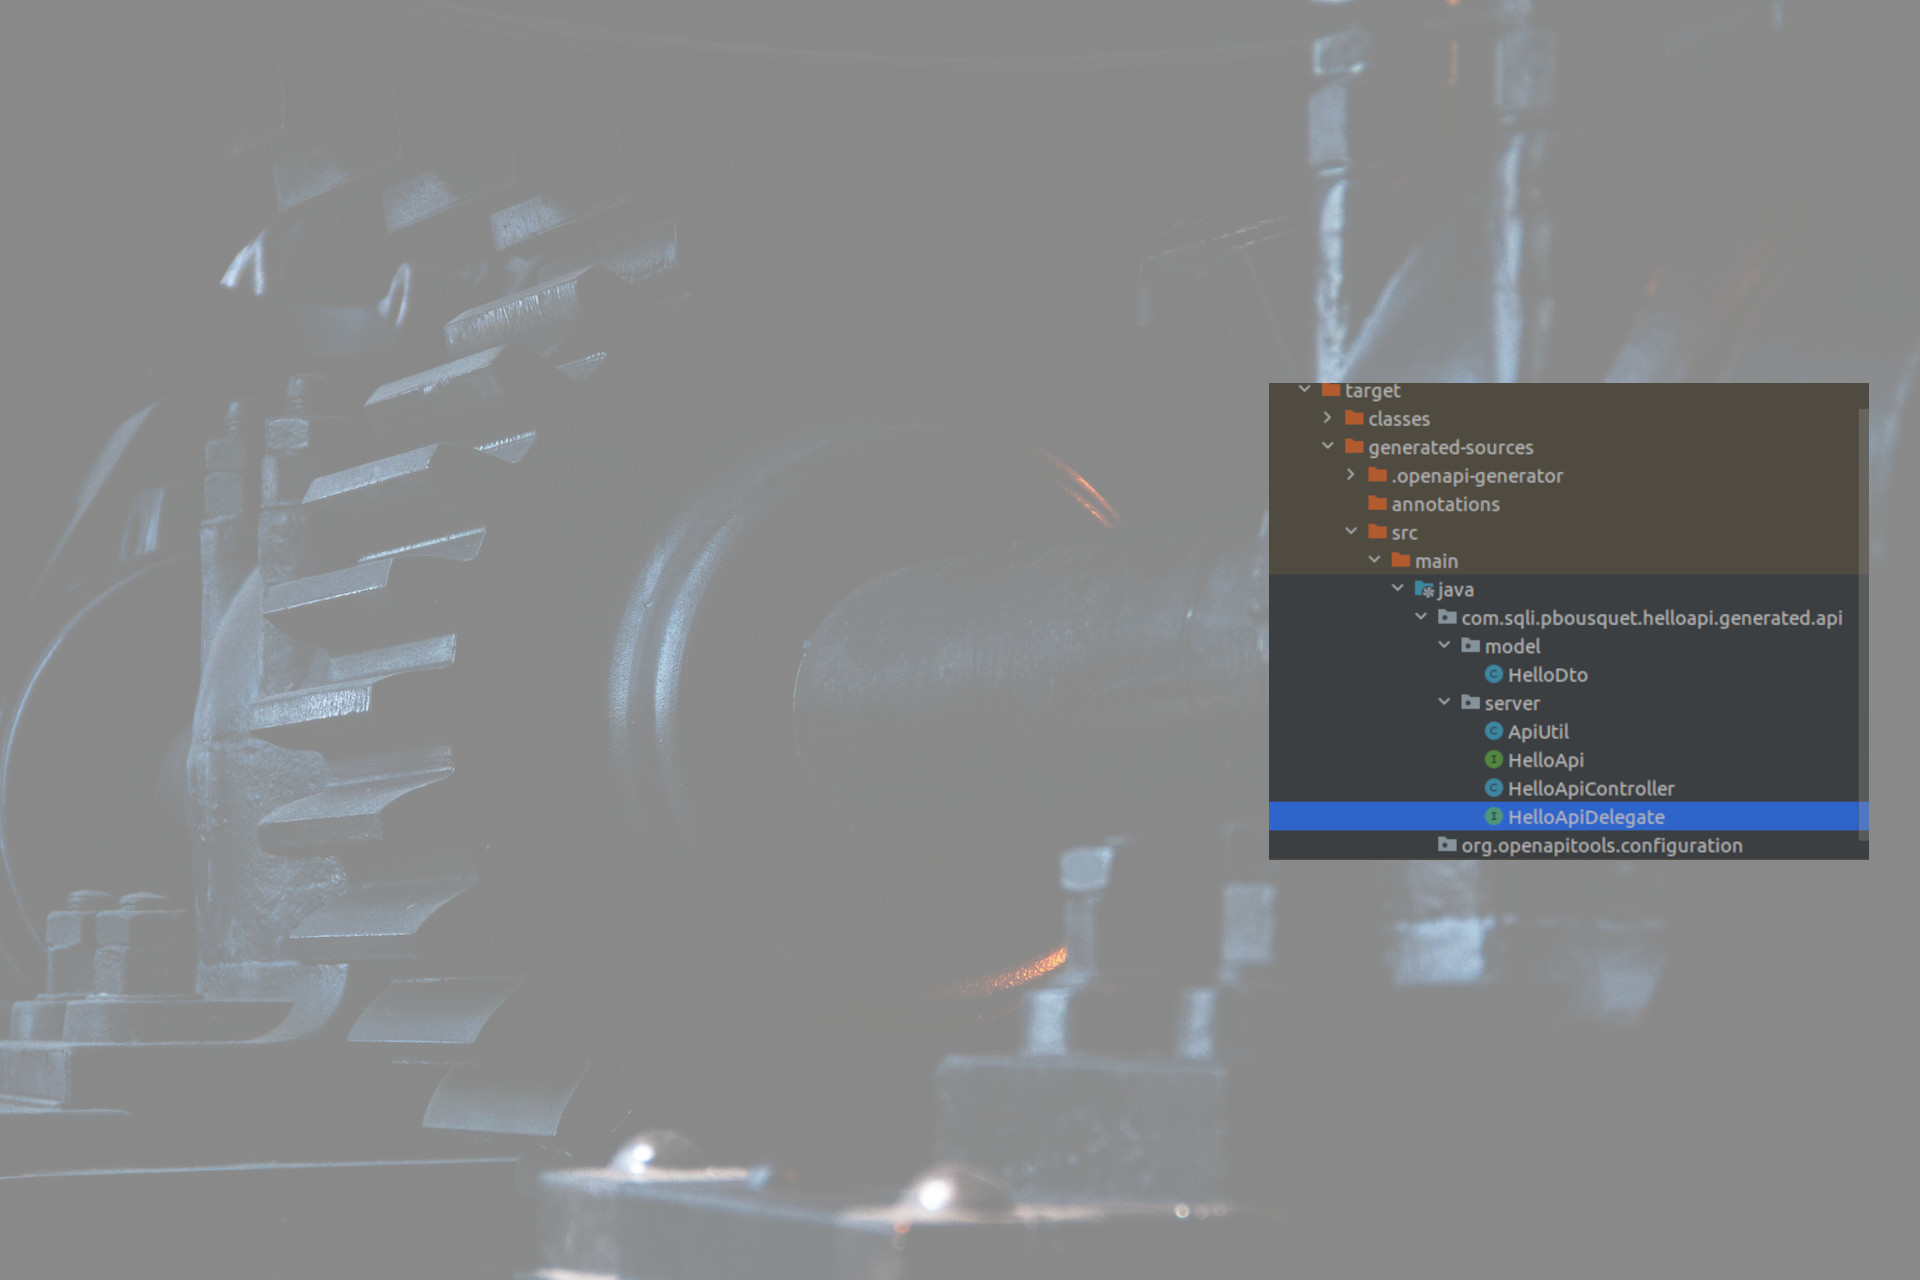 target
classes
generated-sources
.openapi-generator
annotations
src
main
java
com.sqli.pbousquet.helloapi.generated.api
model
HelloDto
server
ApiUtil
HelloApi
HelloApiController
HelloApiDelegate
org.openapitools.configuration